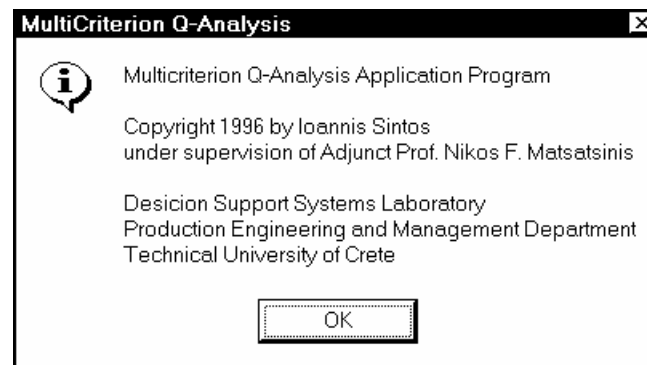 MultiCriterion Q-Analysis
Multicriterion Q-Analysis Application Program
Copyright 1996 by Ioannis Sintos
under supervision of Adjunct Prof. Nikos F. Matsatsinis
Desicion Support Systems Laboratory
Production Engineering and Management Department
Technical University of Crete
OK